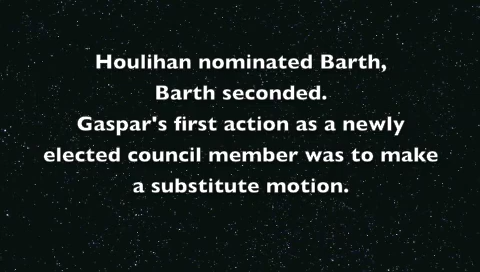 Houlihan nominated Barth,
Barth seconded.
Gaspar's first action as a newly
elected council member was to make
a substitute motion.